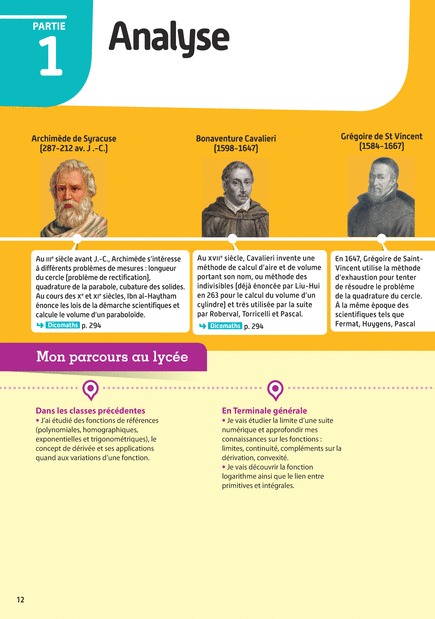 PARTIE
1
Analyse
Archimède de Syracuse
(287-212 av. J .-C.)
Au IIIe siècle avant J.-C., Archimède s'intéresse
à différents problèmes de mesures : longueur
du cercle (problème de rectification),
quadrature de la parabole, cubature des solides.
Au cours des Xe et XIe siècles, Ibn al-Haytham
énonce les lois de la démarche scientifiques et
calcule le volume d'un paraboloïde.
Dicomaths p. 294
Bonaventure Cavalieri
(1598-1647)
Au XVIIe siècle, Cavalieri invente une
méthode de calcul d'aire et de volume
portant son nom, ou méthode des
indivisibles (déjà énoncée par Liu-Hui
en 263 pour le calcul du volume d'un
cylindre) et très utilisée par la suite
par Roberval, Torricelli et Pascal.
Dicomaths p. 294
Grégoire de St Vincent
(1584-1667)
En 1647, Grégoire de Saint-
Vincent utilise la méthode
d'exhaustion pour tenter
de résoudre le problème
de la quadrature du cercle.
À la même époque des
scientifiques tels que
Fermat, Huygens, Pascal
Mon parcours au lycée
Dans les classes précédentes
• J'ai étudié des fonctions de références
(polynomiales, homographiques,
exponentielles et trigonométriques), le
concept de dérivée et ses applications
quand aux variations d'une fonction.
En Terminale générale
• Je vais étudier la limite d'une suite
numérique et approfondir mes
connaissances sur les fonctions :
limites, continuité, compléments sur la
dérivation, convexité.
• Je vais découvrir la fonction
logarithme ainsi que le lien entre
primitives et intégrales.
12